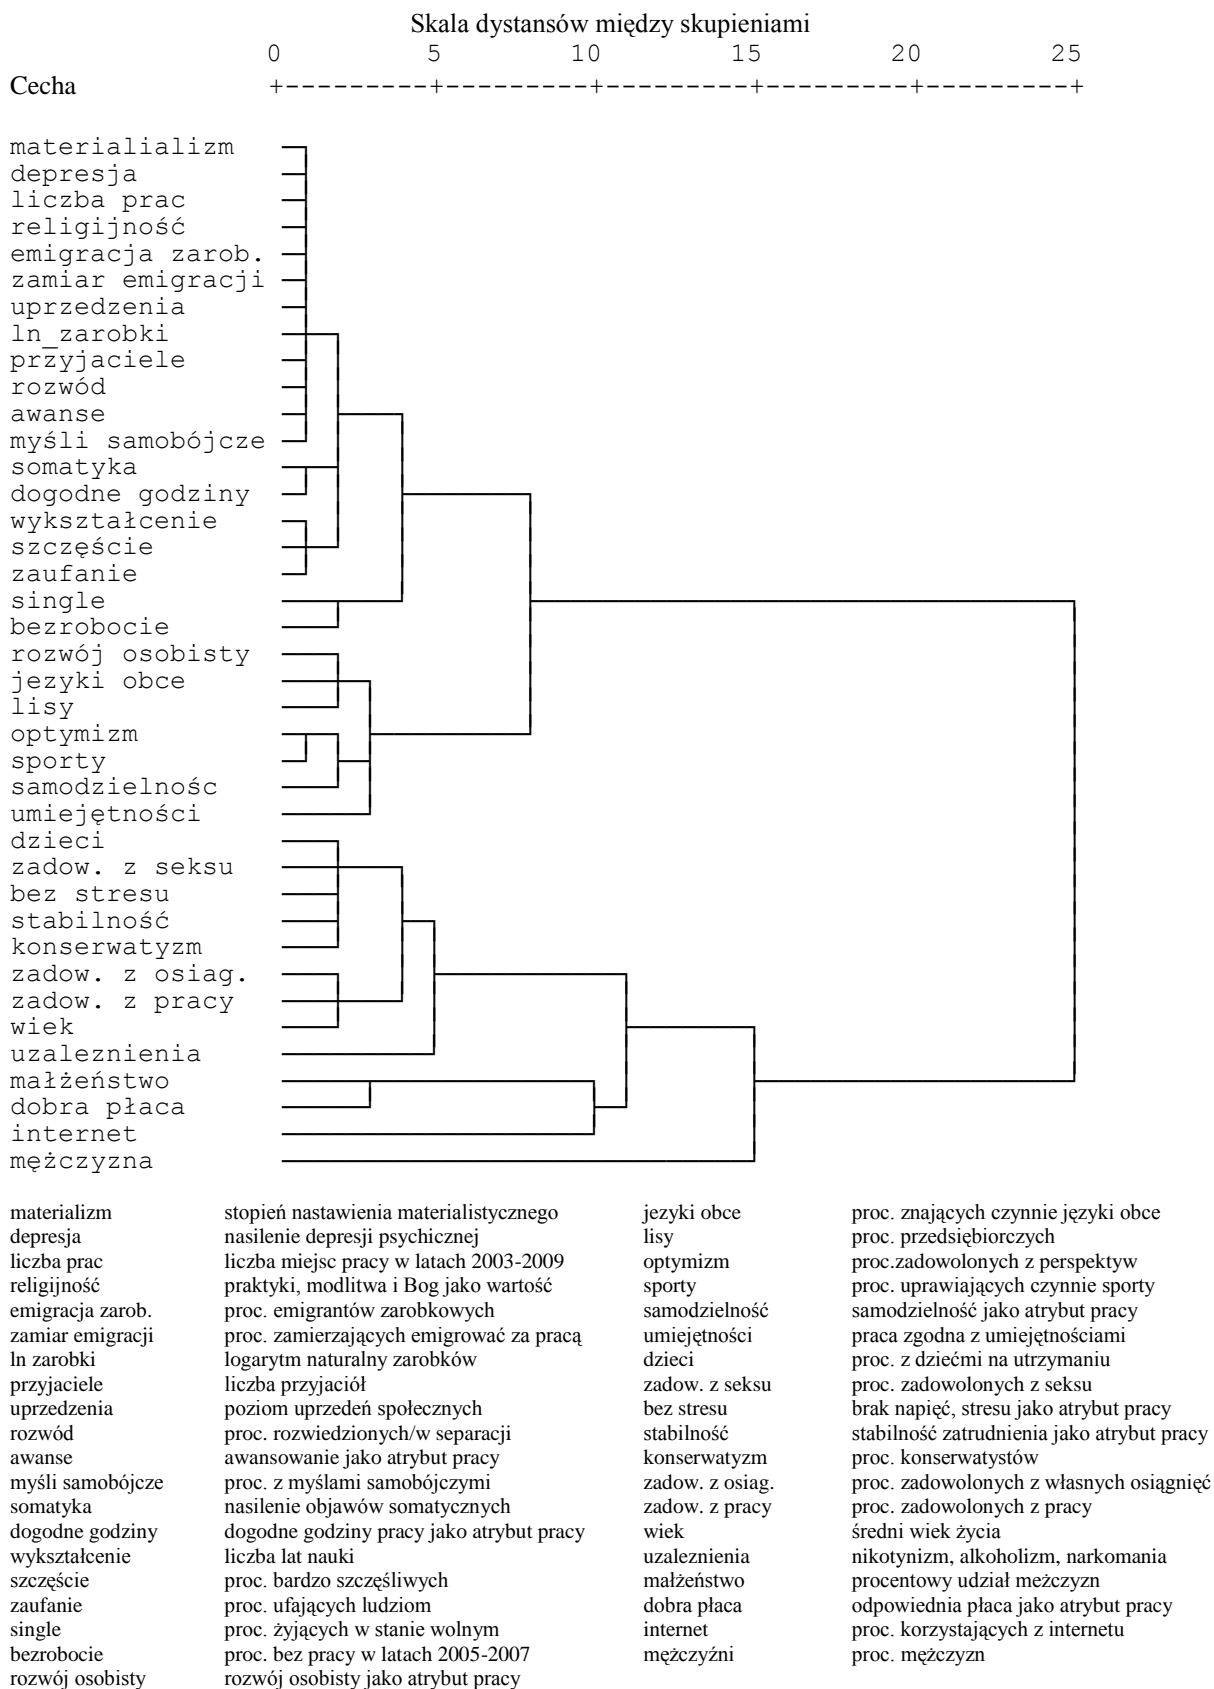 Skala dystansów między skupieniami
0 5 10 15 20 25
Cecha +---------+---------+---------+---------+---------+
materialializm
depresja
liczba prac
religijność
emigracja zarob.
zamiar emigracji
uprzedzenia
ln_zarobki
przyjaciele
rozwód
awanse
myśli samobójcze
somatyka
dogodne godziny
wykształcenie
szczęście
zaufanie
single
bezrobocie
rozwój osobisty
jezyki obce
lisy
optymizm
sporty
samodzielnośc
umiejętności
dzieci
zadow. z seksu
bez stresu
stabilność
konserwatyzm
zadow. z osiag.
zadow. z pracy
wiek
uzaleznienia
małżeństwo
dobra płaca
internet
mężczyzna
materializm stopień nastawienia materialistycznego jezyki obce proc. znających czynnie języki obce
depresja nasilenie depresji psychicznej lisy proc. przedsiębiorczych
liczba prac liczba miejsc pracy w latach 2003-2009 optymizm proc.zadowolonych z perspektyw
religijność praktyki, modlitwa i Bog jako wartość sporty proc. uprawiających czynnie sporty
emigracja zarob. proc. emigrantów zarobkowych samodzielność samodzielność jako atrybut pracy
zamiar emigracji proc. zamierzających emigrować za pracą umiejętności praca zgodna z umiejętnościami
ln zarobki logarytm naturalny zarobków dzieci proc. z dziećmi na utrzymaniu
przyjaciele liczba przyjaciół zadow. z seksu proc. zadowolonych z seksu
uprzedzenia poziom uprzedeń społecznych bez stresu brak napięć, stresu jako atrybut pracy
rozwód proc. rozwiedzionych/w separacji stabilność stabilność zatrudnienia jako atrybut pracy
awanse awansowanie jako atrybut pracy konserwatyzm proc. konserwatystów
myśli samobójcze proc. z myślami samobójczymi zadow. z osiag. proc. zadowolonych z własnych osiągnięć
somatyka nasilenie objawów somatycznych zadow. z pracy proc. zadowolonych z pracy
dogodne godziny dogodne godziny pracy jako atrybut pracy wiek średni wiek życia
wykształcenie liczba lat nauki uzaleznienia nikotynizm, alkoholizm, narkomania
szczęście proc. bardzo szczęśliwych małżeństwo procentowy udział meżczyzn
zaufanie proc. ufających ludziom dobra płaca odpowiednia płaca jako atrybut pracy
single proc. żyjących w stanie wolnym internet proc. korzystających z internetu
bezrobocie proc. bez pracy w latach 2005-2007 mężczyźni proc. mężczyzn
rozwój osobisty rozwój osobisty jako atrybut pracy